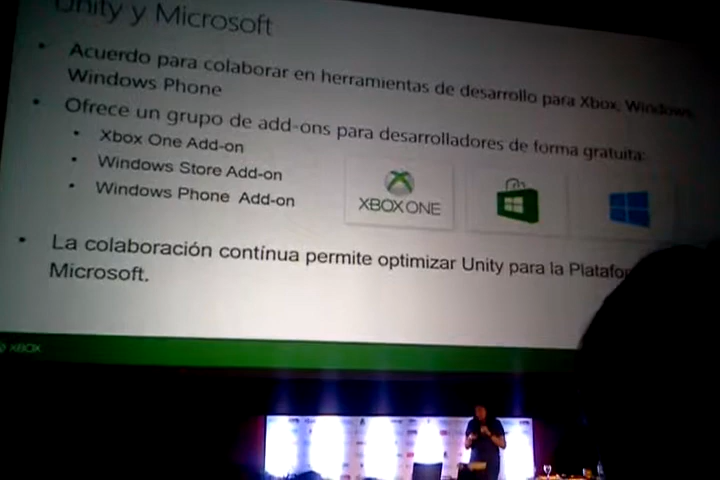 Unity y Microsoft
• Acuerdo para colaborar en herramientas de desarrollo para Xbox, Windows,
Windows Phone
• Ofrece un grupo de add-ons para desarrolladores de forma gratuita:
• Xbox One Add-on
• Windows Store Add-on
• Windows Phone Add-on
XBOX ONE
• La colaboración contínua permite optimizar Unity para la Platafor
Microsoft.
XBOX